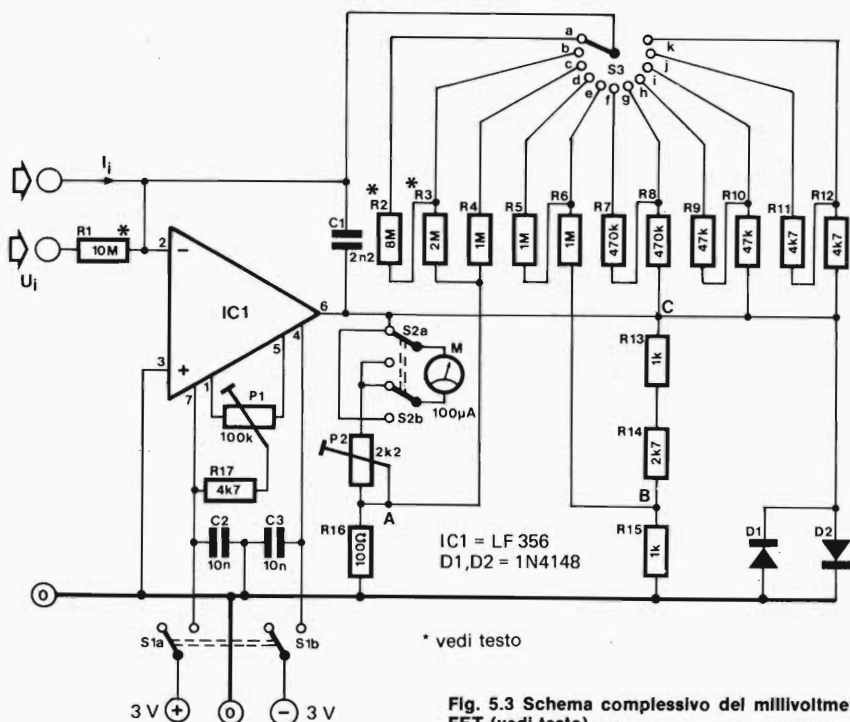 a
b
c
d
e
f
g
h
i
j
k
S3
I_i
R1
*
10M
U_i
2
3
6
4
5
1
7
IC1
C1
2n2
*
R2
8M
*
R3
2M
R4
1M
R5
1M
R6
1M
R7
470k
R8
470k
R9
47k
R10
47k
R11
4k7
R12
4k7
C
S2a
M
100µA
S2b
P1
100k
R17
4k7
P2
2k2
A
R13
1k
R14
2k7
B
R15
1k
C2
10n
C3
10n
R16
100Ω
IC1 = LF 356
D1,D2 = 1N4148
D1
D2
0
S1a
S1b
* vedi testo
3 V + 0 − 3 V
Fig. 5.3 Schema complessivo del millivoltme
FET (vedi testo)